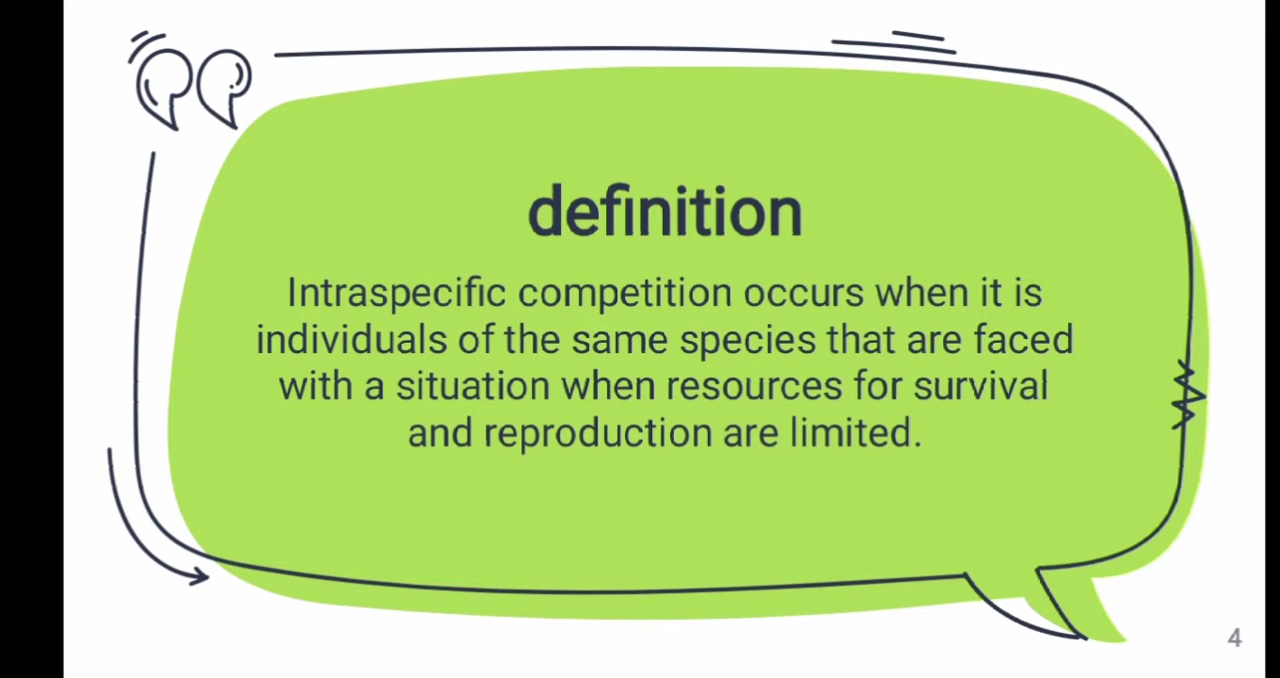 definition
Intraspecific competition occurs when it is
individuals of the same species that are faced
with a situation when resources for survival
and reproduction are limited.
4